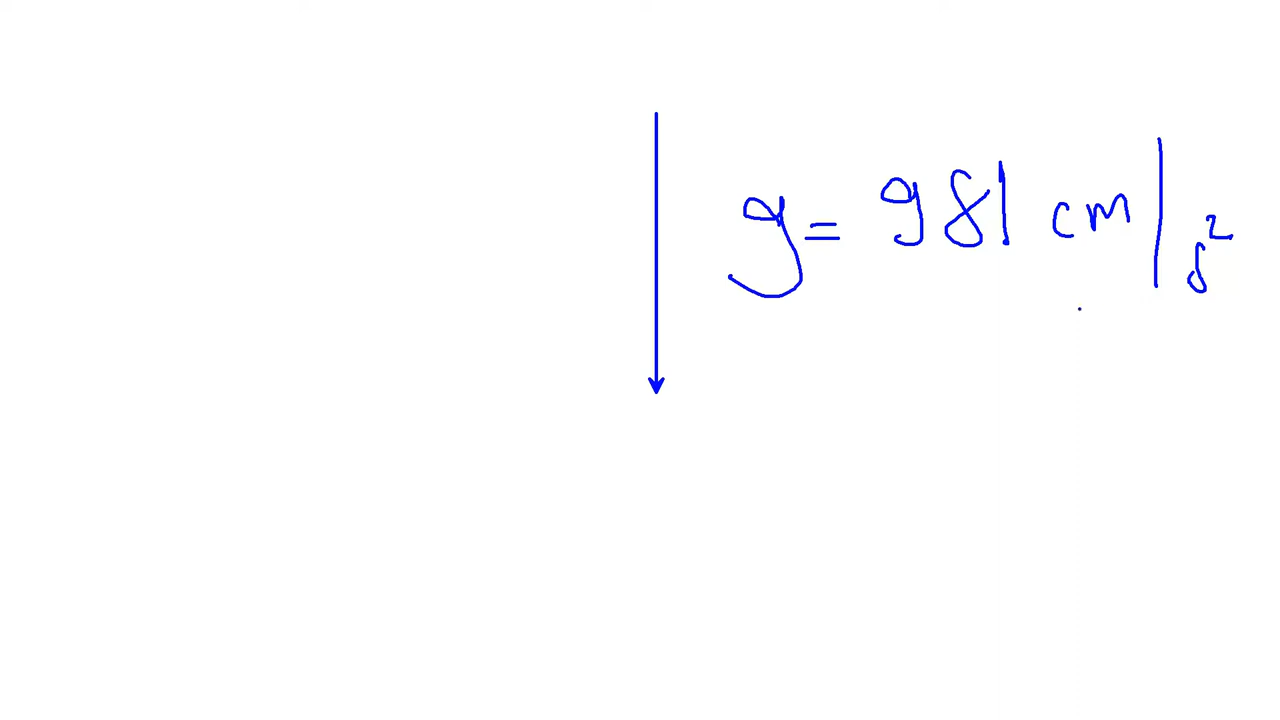 g = 981 cm / s²